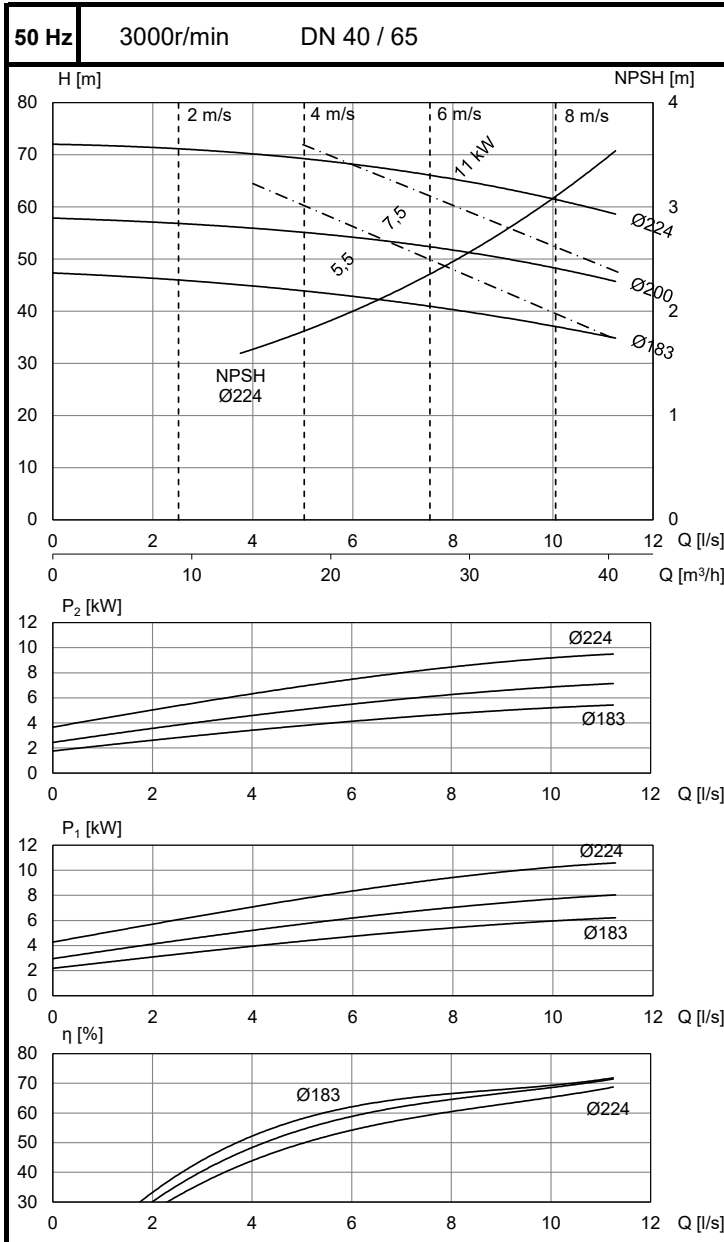 50 Hz 3000r/min DN 40 / 65
H [m] NPSH [m]
80 2 m/s 4 m/s 6 m/s 8 m/s 4
70 11 kW
60 7,5 Ø224 3
50 5,5 Ø200
40 Ø183 2
30 NPSH
Ø224
20 1
10
0 0
0 2 4 6 8 10 12 Q [l/s]
0 10 20 30 40 Q [m³/h]
P₂ [kW]
12
10 Ø224
8
6
4 Ø183
2
0
0 2 4 6 8 10 12 Q [l/s]
P₁ [kW]
12 Ø224
10
8
6
4 Ø183
2
0
0 2 4 6 8 10 12 Q [l/s]
η [%]
80
70 Ø183
60 Ø224
50
40
30
0 2 4 6 8 10 12 Q [l/s]